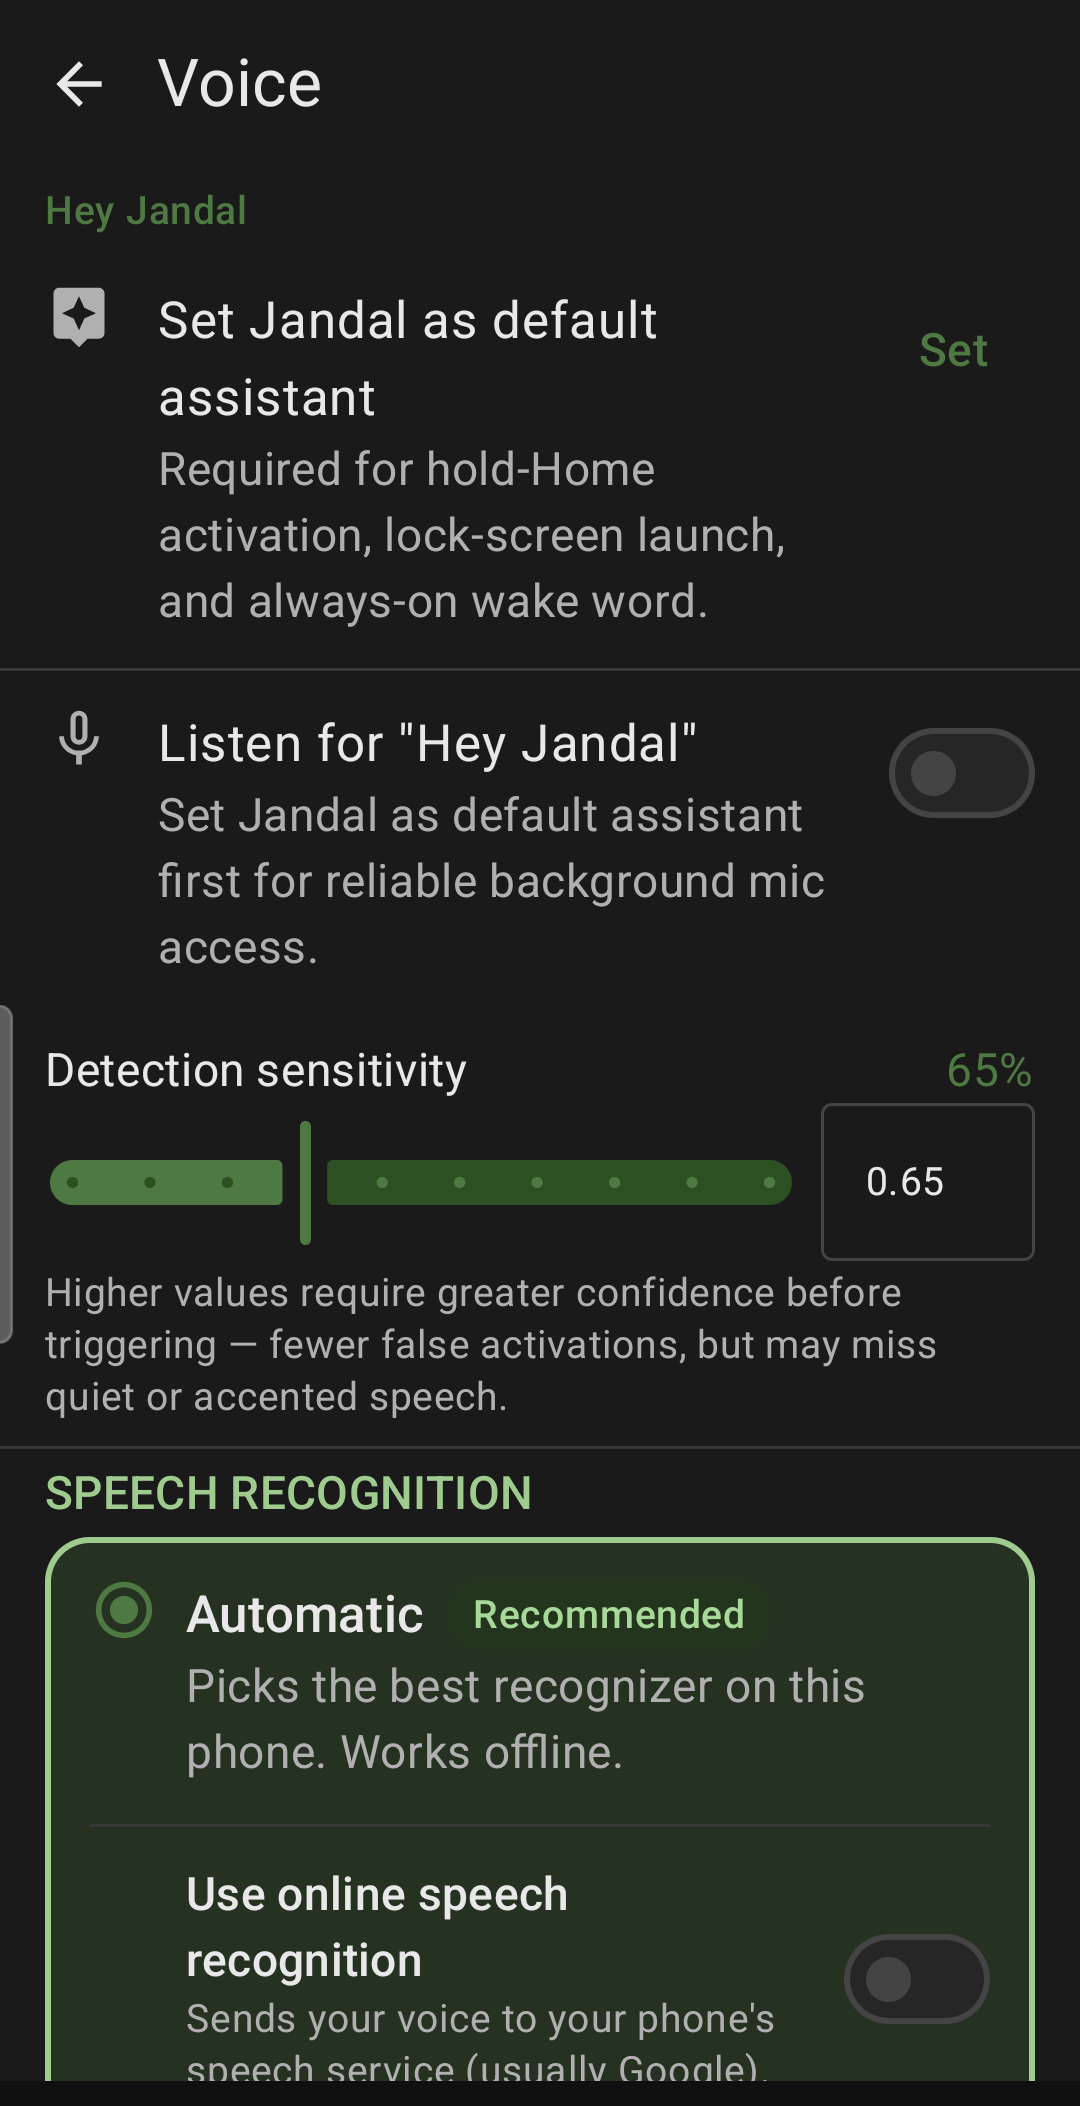 Voice
Hey Jandal
Set Jandal as default
assistant
Set
Required for hold-Home
activation, lock-screen launch,
and always-on wake word.
Listen for "Hey Jandal"
Set Jandal as default assistant
first for reliable background mic
access.
Detection sensitivity
65%
0.65
Higher values require greater confidence before
triggering — fewer false activations, but may miss
quiet or accented speech.
SPEECH RECOGNITION
Automatic
Recommended
Picks the best recognizer on this
phone. Works offline.
Use online speech
recognition
Sends your voice to your phone's
speech service (usually Google).